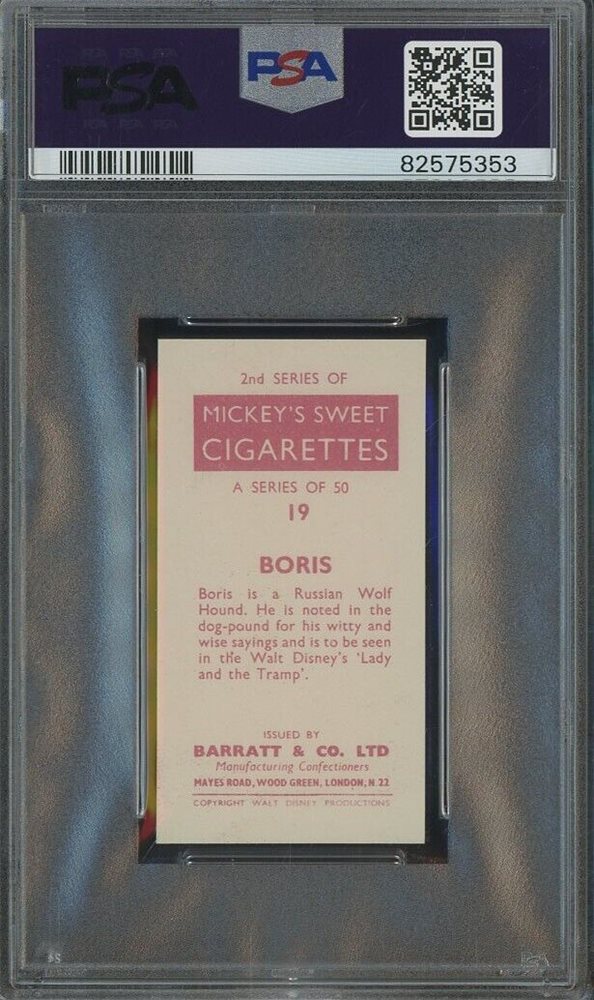 PSA PSA
82575353
2nd SERIES OF
MICKEY'S SWEET
CIGARETTES
A SERIES OF 50
19
BORIS
Boris is a Russian Wolf
Hound. He is noted in the
dog-pound for his witty and
wise sayings and is to be seen
in the Walt Disney's 'Lady
and the Tramp'.
ISSUED BY
BARRATT & CO. LTD
Manufacturing Confectioners
MAYES ROAD, WOOD GREEN, LONDON, N 22
COPYRIGHT WALT DISNEY PRODUCTIONS
PSA